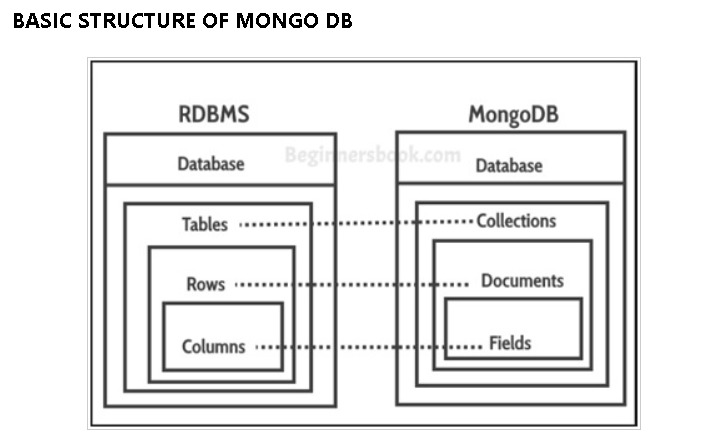 BASIC STRUCTURE OF MONGO DB
RDBMS
MongoDB
Beginnersbook.com
Database
Database
Tables
Collections
Rows
Documents
Columns
Fields